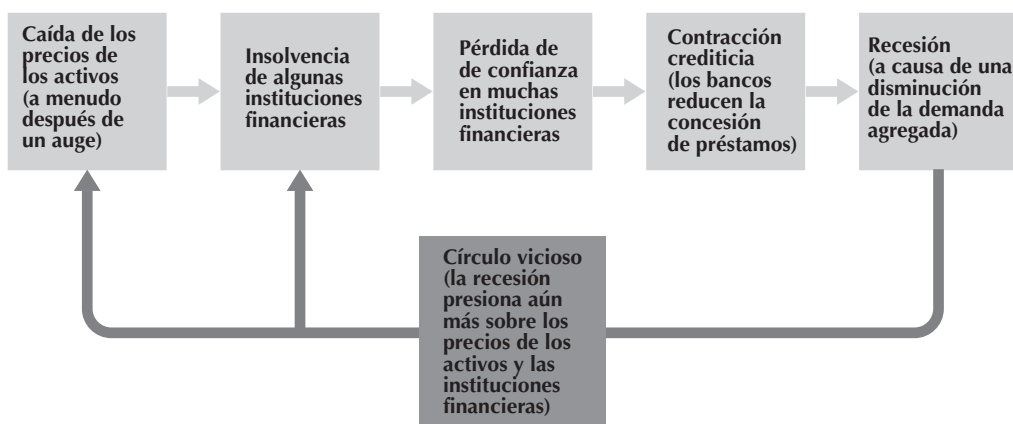 Caída de los
precios de
los activos
(a menudo
después de
un auge)
Insolvencia
de algunas
instituciones
financieras
Pérdida de
de confianza
en muchas
instituciones
financieras
Contracción
crediticia
(los bancos
reducen la
concesión
de préstamos)
Recesión
(a causa de una
disminución
de la demanda
agregada)
Círculo vicioso
(la recesión
presiona aún
más sobre los
precios de los
activos y las
instituciones
financieras)